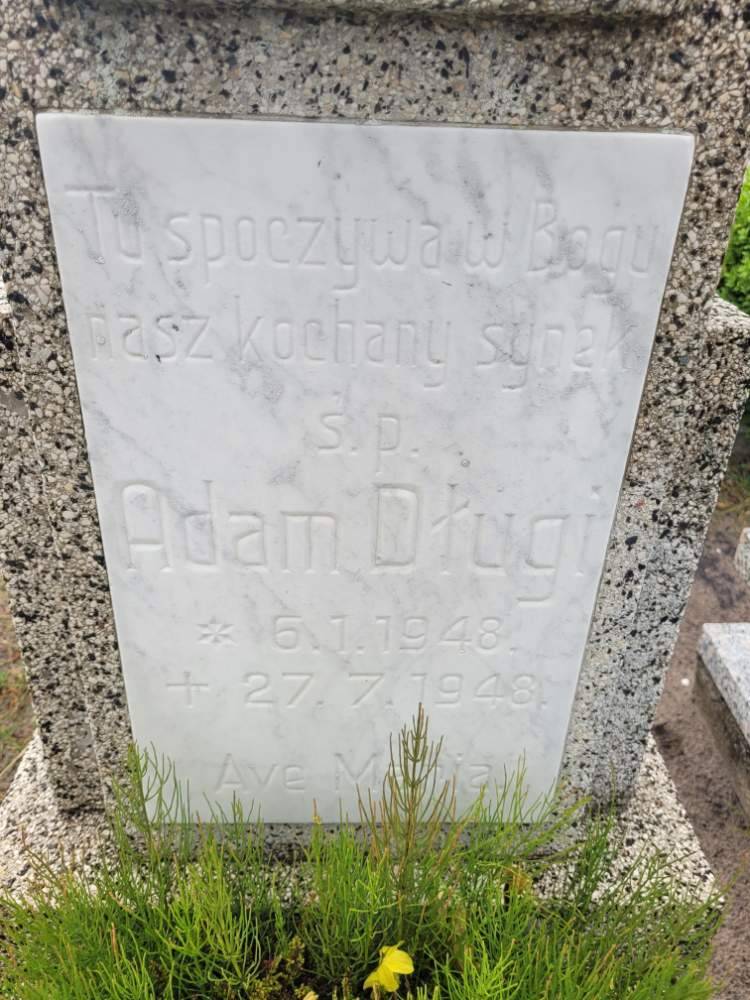 Tu spoczywa w Bogu
nasz kochany synek
ś.p.
Adam Długi
* 6.1.1948.
+ 27.7.1948.
Ave Maria